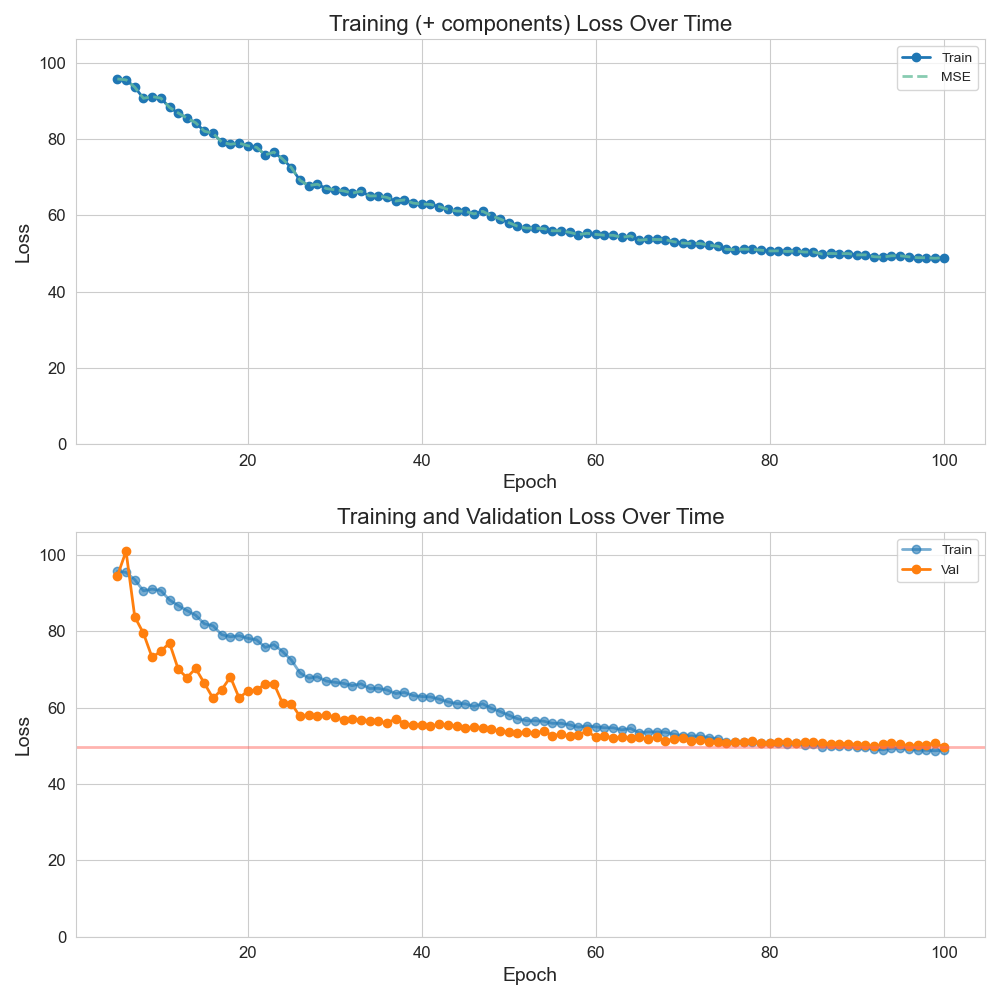 Training (+ components) Loss Over Time
Train
MSE
100
80
60
40
20
0
Loss
20 40 60 80 100
Epoch
Training and Validation Loss Over Time
Train
Val
100
80
60
40
20
0
Loss
20 40 60 80 100
Epoch